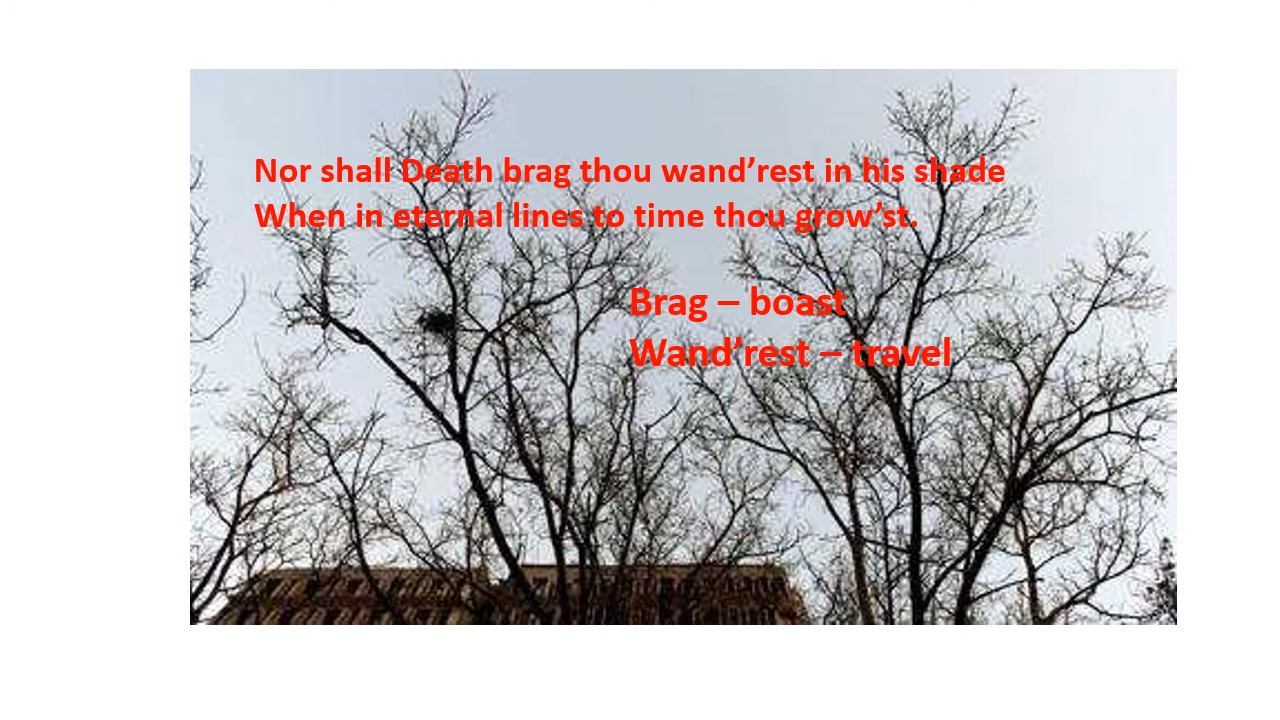 Nor shall Death brag thou wand’rest in his shade
When in eternal lines to time thou grow’st.
Brag – boast
Wand’rest – travel